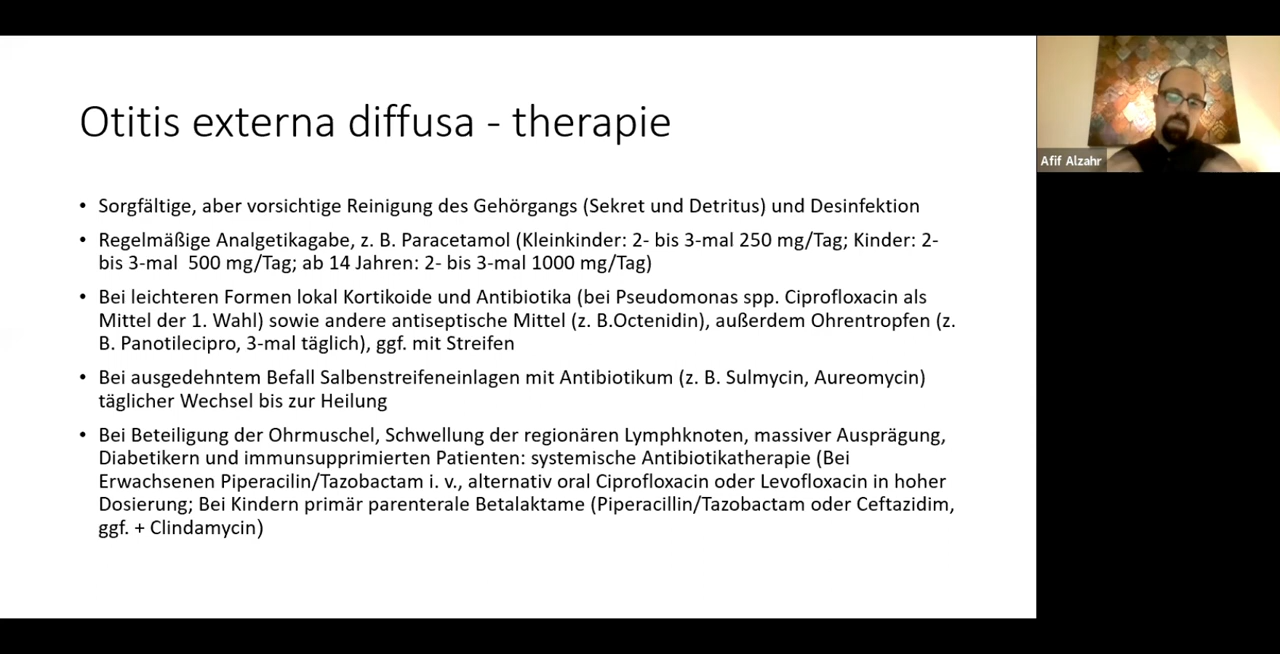 Otitis externa diffusa - therapie
Afif Alzahr
• Sorgfältige, aber vorsichtige Reinigung des Gehörgangs (Sekret und Detritus) und Desinfektion
• Regelmäßige Analgetikagabe, z. B. Paracetamol (Kleinkinder: 2- bis 3-mal 250 mg/Tag; Kinder: 2-
bis 3-mal  500 mg/Tag; ab 14 Jahren: 2- bis 3-mal 1000 mg/Tag)
• Bei leichteren Formen lokal Kortikoide und Antibiotika (bei Pseudomonas spp. Ciprofloxacin als
Mittel der 1. Wahl) sowie andere antiseptische Mittel (z. B.Octenidin), außerdem Ohrentropfen (z.
B. Panotilecipro, 3-mal täglich), ggf. mit Streifen
• Bei ausgedehntem Befall Salbenstreifeneinlagen mit Antibiotikum (z. B. Sulmycin, Aureomycin)
täglicher Wechsel bis zur Heilung
• Bei Beteiligung der Ohrmuschel, Schwellung der regionären Lymphknoten, massiver Ausprägung,
Diabetikern und immunsupprimierten Patienten: systemische Antibiotikatherapie (Bei
Erwachsenen Piperacilin/Tazobactam i. v., alternativ oral Ciprofloxacin oder Levofloxacin in hoher
Dosierung; Bei Kindern primär parenterale Betalaktame (Piperacillin/Tazobactam oder Ceftazidim,
ggf. + Clindamycin)